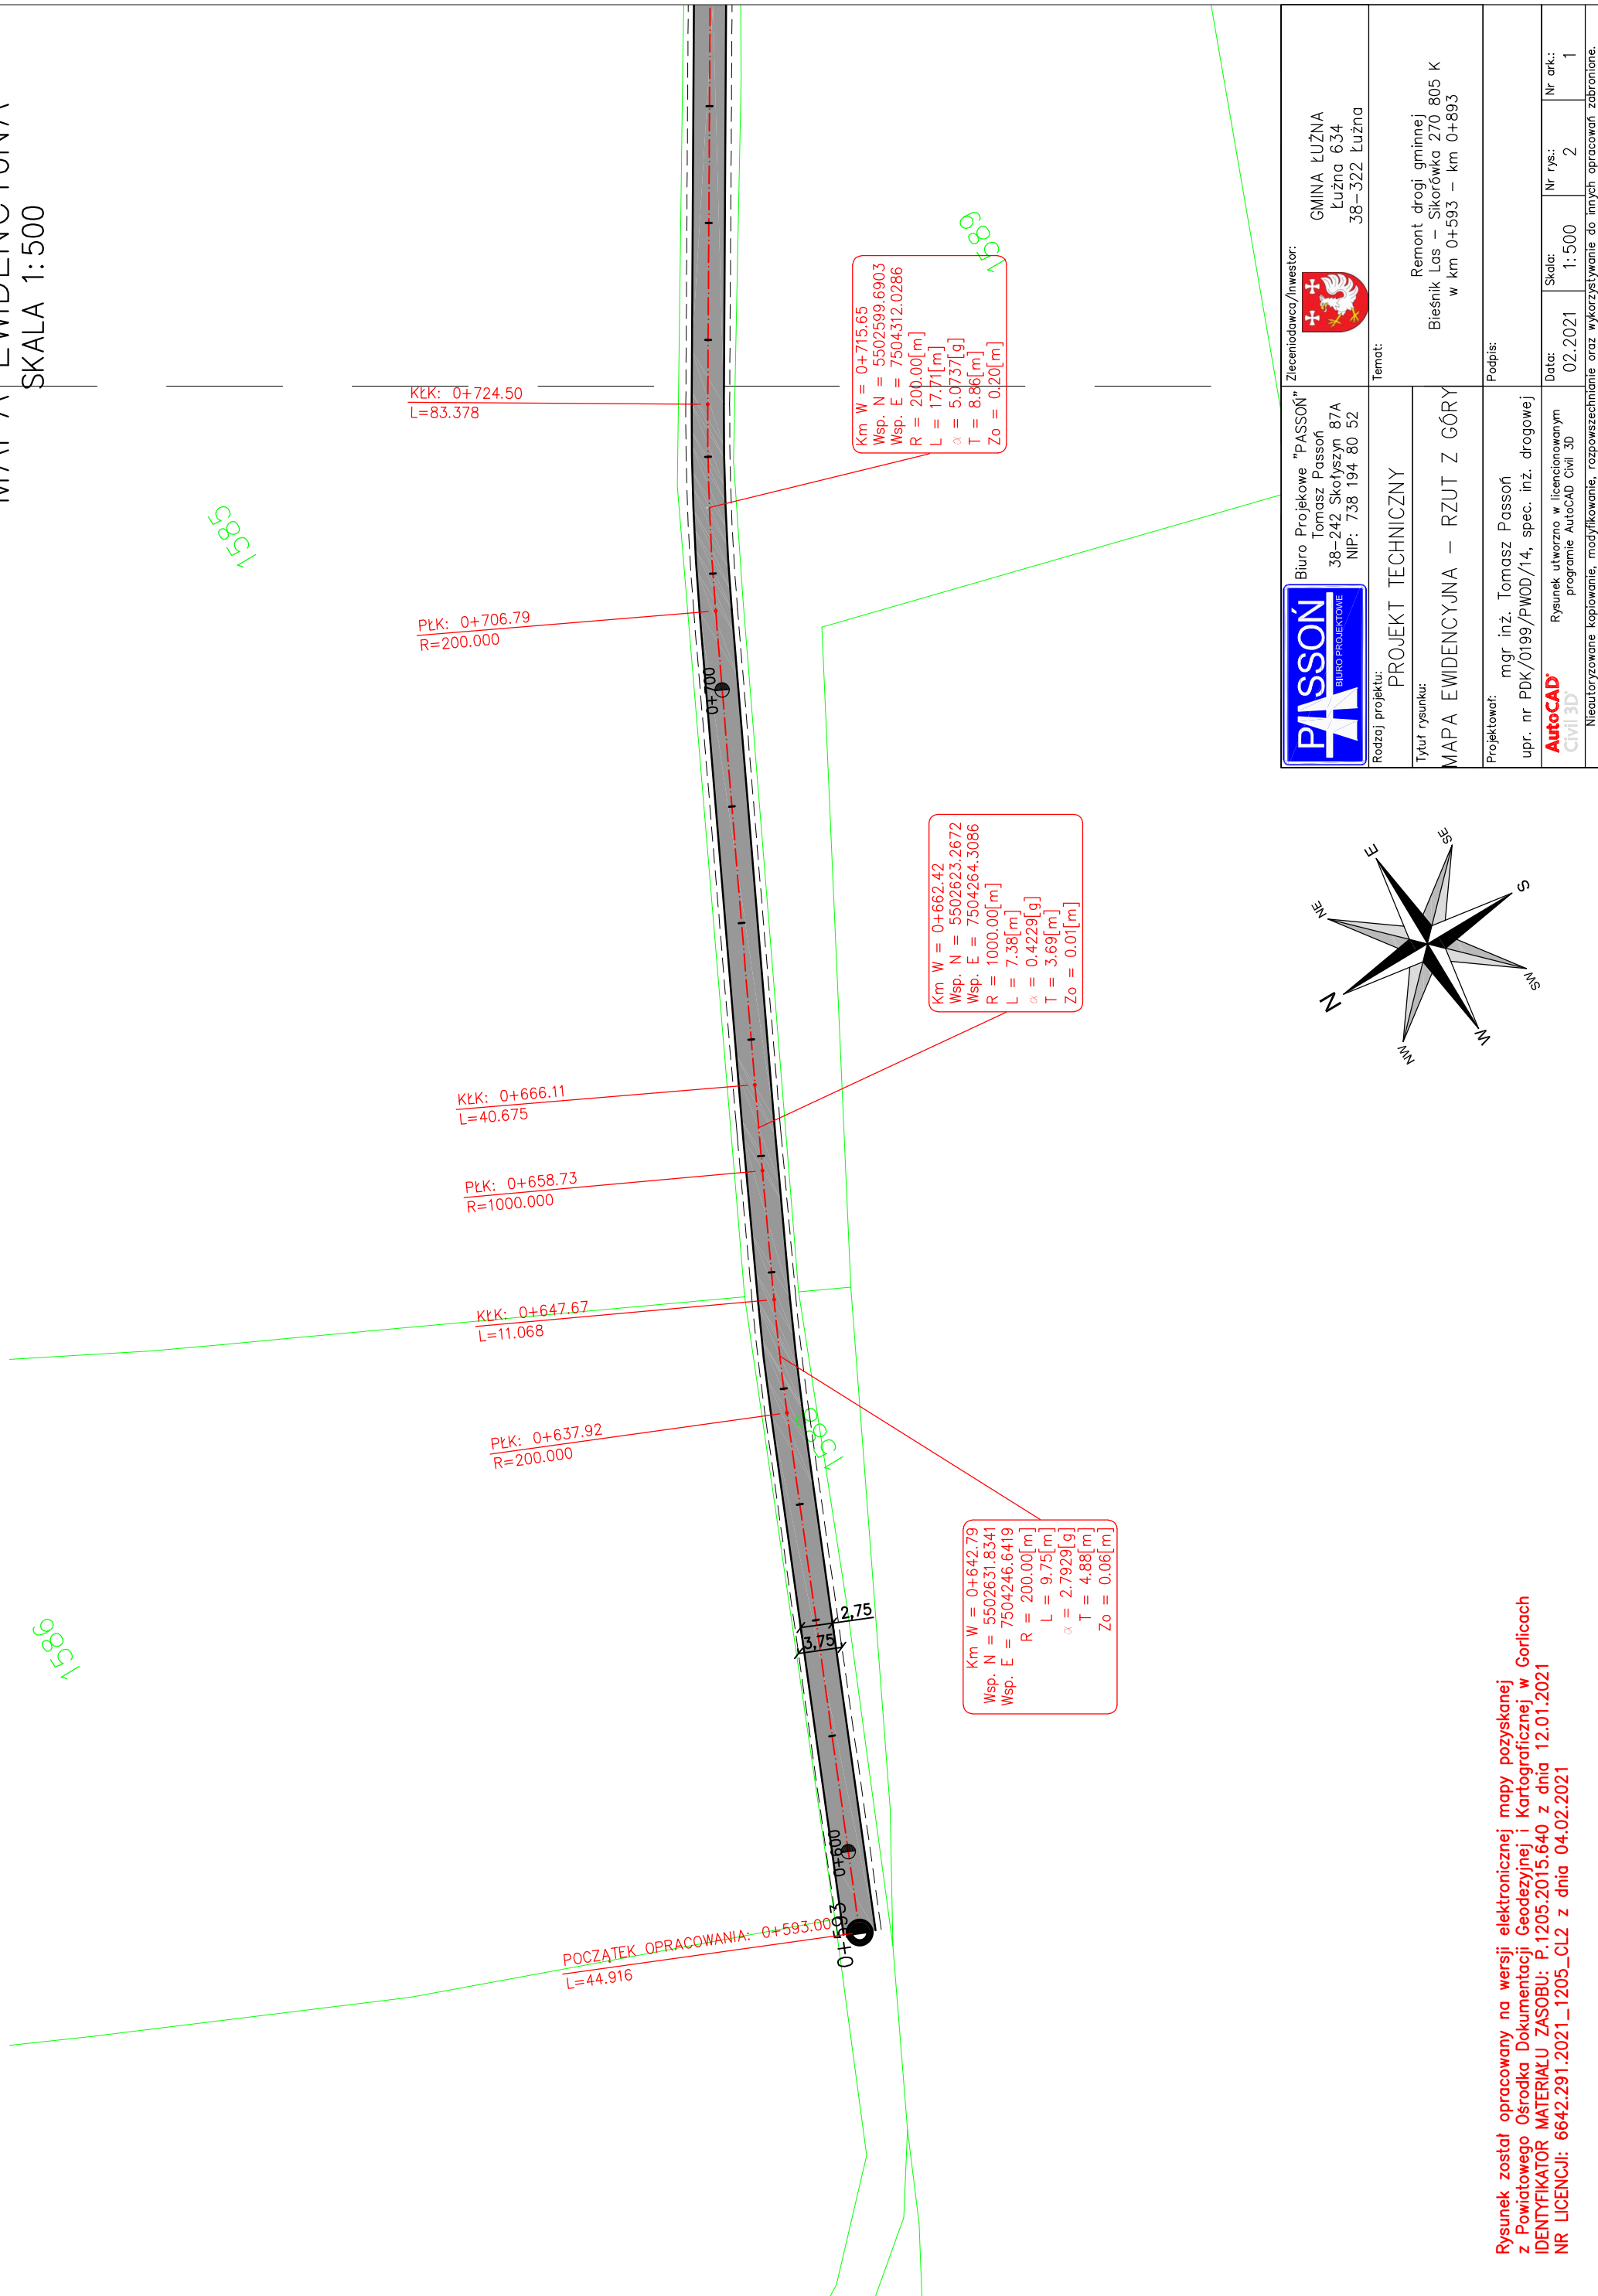 SKALA 1:500
1585
1586
1588
1589
KŁK: 0+724.50
L=83.378
PŁK: 0+706.79
R=200.000
0+700
KŁK: 0+666.11
L=40.675
PŁK: 0+658.73
R=1000.000
KŁK: 0+647.67
L=11.068
PŁK: 0+637.92
R=200.000
2,75
3,75
0+600
0+593
POCZĄTEK OPRACOWANIA: 0+593.00
L=44.916
Km W = 0+715.65
Wsp. N = 5502599.6903
Wsp. E = 7504312.0286
R = 200.00[m]
L = 17.71[m]
α = 5.0737[g]
T = 8.86[m]
Zo = 0.20[m]
Km W = 0+662.42
Wsp. N = 5502623.2672
Wsp. E = 7504264.3086
R = 1000.00[m]
L = 7.38[m]
α = 0.4229[g]
T = 3.69[m]
Zo = 0.01[m]
Km W = 0+642.79
Wsp. N = 5502631.8341
Wsp. E = 7504246.6419
R = 200.00[m]
L = 9.75[m]
α = 2.7929[g]
T = 4.88[m]
Zo = 0.06[m]
N
NE
E
SE
S
SW
W
NW
PASSOŃ
BIURO PROJEKTOWE
Biuro Projekowe "PASSOŃ"
Tomasz Passoń
38-242 Skołyszyn 87A
NIP: 738 194 80 52
Zleceniodawca/Inwestor:
GMINA ŁUŻNA
Łużna 634
38-322 Łużna
Rodzaj projektu:
PROJEKT TECHNICZNY
Temat:
Remont drogi gminnej
Bieśnik Las - Sikorówka 270 805 K
w km 0+593 - km 0+893
Tytuł rysunku:
MAPA EWIDENCYJNA - RZUT Z GÓRY
Projektował:
mgr inż. Tomasz Passoń
upr. nr PDK/0199/PWOD/14, spec. inż. drogowej
Podpis:
AutoCAD
Civil 3D
Rysunek utworzno w licencionowanym
programie AutoCAD Civil 3D
Data:
02.2021
Skala:
1:500
Nr rys.:
2
Nr ark.:
1
Nieautoryzowane kopiowanie, modyfikowanie, rozpowszechnianie oraz wykorzystywanie do innych opracowań zabronione.
Rysunek został opracowany na wersji elektronicznej mapy pozyskanej
z Powiatowego Ośrodka Dokumentacji Geodezyjnej i Kartograficznej w Gorlicach
IDENTYFIKATOR MATERIAŁU ZASOBU: P.1205.2015.640 z dnia 12.01.2021
NR LICENCJI: 6642.291.2021_1205_CL2 z dnia 04.02.2021